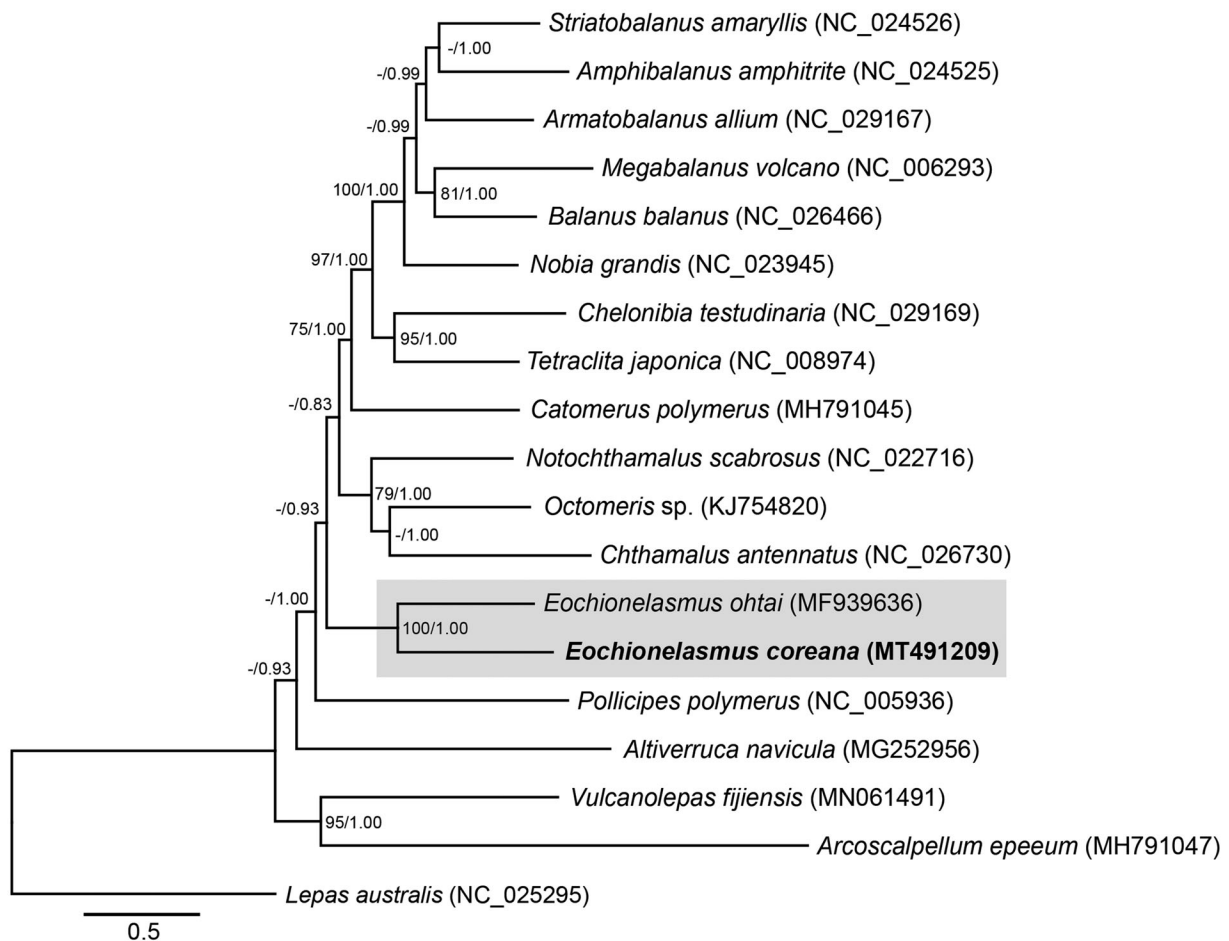 Striatobalanus amaryllis (NC_024526)
-/1.00
Amphibalanus amphitrite (NC_024525)
-/0.99
Armatobalanus allium (NC_029167)
-/0.99
Megabalanus volcano (NC_006293)
81/1.00
100/1.00
Balanus balanus (NC_026466)
Nobia grandis (NC_023945)
97/1.00
Chelonibia testudinaria (NC_029169)
75/1.00
95/1.00
Tetraclita japonica (NC_008974)
-/0.83
Catomerus polymerus (MH791045)
Notochthamalus scabrosus (NC_022716)
79/1.00
-/0.93
Octomeris sp. (KJ754820)
-/1.00
Chthamalus antennatus (NC_026730)
-/1.00
Eochionelasmus ohtai (MF939636)
100/1.00
Eochionelasmus coreana (MT491209)
-/0.93
Pollicipes polymerus (NC_005936)
Altiverruca navicula (MG252956)
Vulcanolepas fijiensis (MN061491)
95/1.00
Arcoscalpellum epeeum (MH791047)
Lepas australis (NC_025295)
0.5